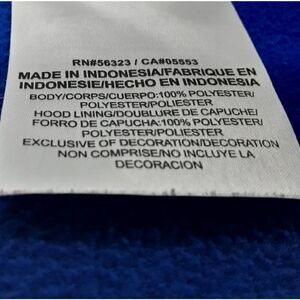 RN#56323 / CA#05553
MADE IN INDONESIA/FABRIQUE EN
INDONESIE/HECHO EN INDONESIA
BODY/CORPS/CUERPO:100% POLYESTER/
POLYESTER/POLIESTER
HOOD LINING/DOUBLURE DE CAPUCHE/
FORRO DE CAPUCHA:100% POLYESTER/
POLYESTER/POLIESTER
EXCLUSIVE OF DECORATION/DECORATION
NON COMPRISE/NO INCLUYE LA
DECORACION